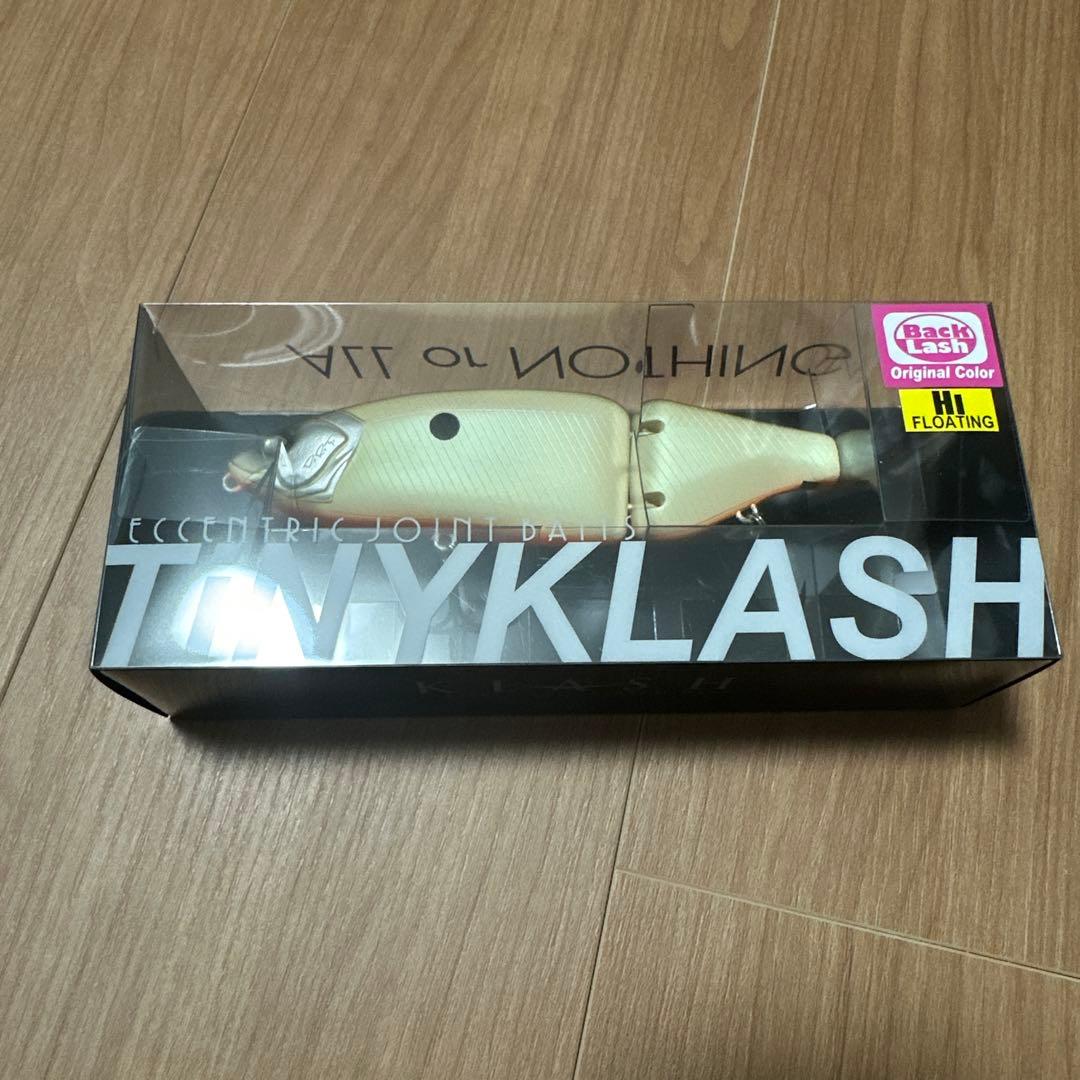 ALL or NOTHING
Back
Lash
Original Color
Hi
FLOATING
ECCENTRIC JOINT BAITS
TiNYKLASH
KLASH